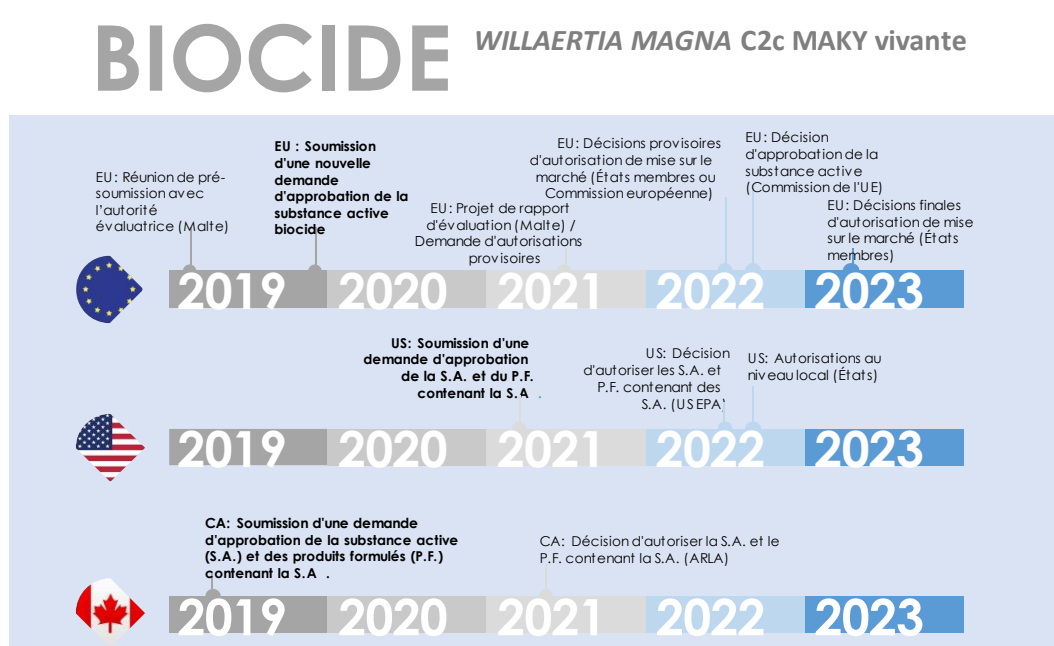 BIOCIDE
WILLAERTIA MAGNA C2c MAKY vivante
EU: Réunion de pré-
soumission avec
l'autorité
évaluatrice (Malte)
EU : Soumission
d'une nouvelle
demande
d'approbation de la
substance active
biocide
EU: Projet de rapport
d'évaluation (Malte) /
Demande d'autorisations
provisoires
EU: Décisions provisoires
d'autorisation de mise sur le
marché (États membres ou
Commission européenne)
EU: Décision
d'approbation de la
substance active
(Commission de l'UE)
EU: Décisions finales
d'autorisation de mise
sur le marché (États
membres)
2019 2020 2021 2022 2023
US: Soumission d'une
demande d'approbation
de la S.A. et du P.F.
contenant la S.A .
US: Décision
d'autoriser les S.A. et
P.F. contenant des
S.A. (USEPA)
US: Autorisations au
niveau local (États)
2019 2020 2021 2022 2023
CA: Soumission d'une demande
d'approbation de la substance active
(S.A.) et des produits formulés (P.F.)
contenant la S.A .
CA: Décision d'autoriser la S.A. et le
P.F. contenant la S.A. (ARLA)
2019 2020 2021 2022 2023